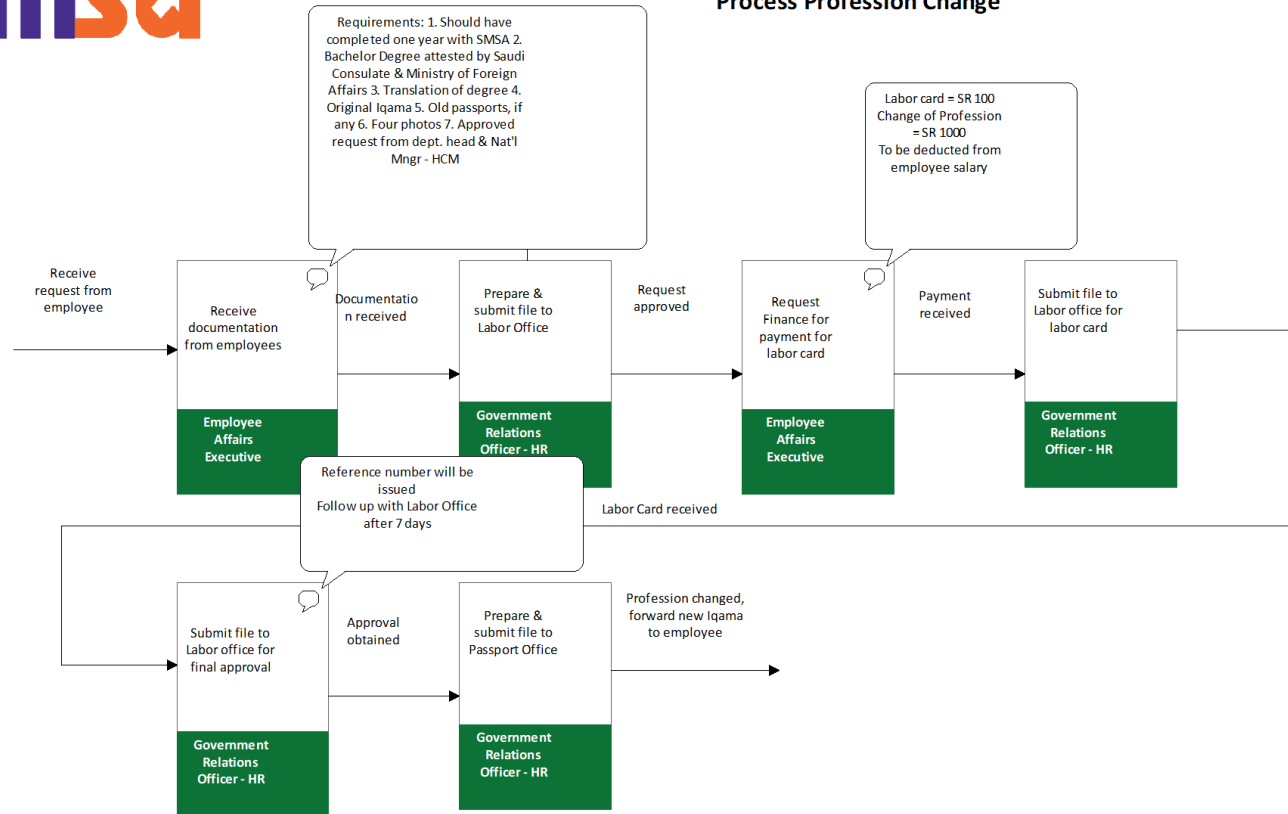 smsa
Process Profession Change
Requirements: 1. Should have
completed one year with SMSA 2.
Bachelor Degree attested by Saudi
Consulate & Ministry of Foreign
Affairs 3. Translation of degree 4.
Original Iqama 5. Old passports, if
any 6. Four photos 7. Approved
request from dept. head & Nat'l
Mngr - HCM
Labor card = SR 100
Change of Profession
= SR 1000
To be deducted from
employee salary
Receive
request from
employee
Receive
documentation
from employees
Employee
Affairs
Executive
Documentatio
n received
Prepare &
submit file to
Labor Office
Government
Relations
Officer - HR
Request
approved
Request
Finance for
payment for
labor card
Employee
Affairs
Executive
Payment
received
Submit file to
Labor office for
labor card
Government
Relations
Officer - HR
Reference number will be
issued
Follow up with Labor Office
after 7 days
Labor Card received
Submit file to
Labor office for
final approval
Government
Relations
Officer - HR
Approval
obtained
Prepare &
submit file to
Passport Office
Government
Relations
Officer - HR
Profession changed,
forward new Iqama
to employee